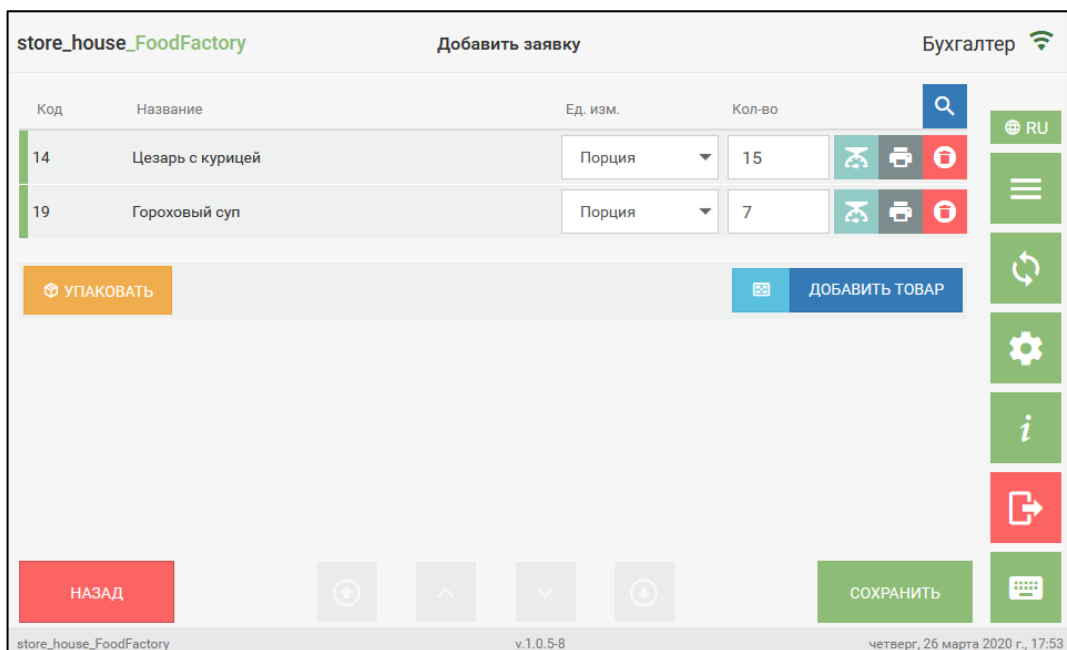 store_house_FoodFactory Добавить заявку Бухгалтер
Код Название Ед. изм. Кол-во
RU
14 Цезарь с курицей Порция 15
19 Гороховый суп Порция 7
УПАКОВАТЬ ДОБАВИТЬ ТОВАР
i
НАЗАД СОХРАНИТЬ
store_house_FoodFactory v.1.0.5-8 четверг, 26 марта 2020 г., 17:53